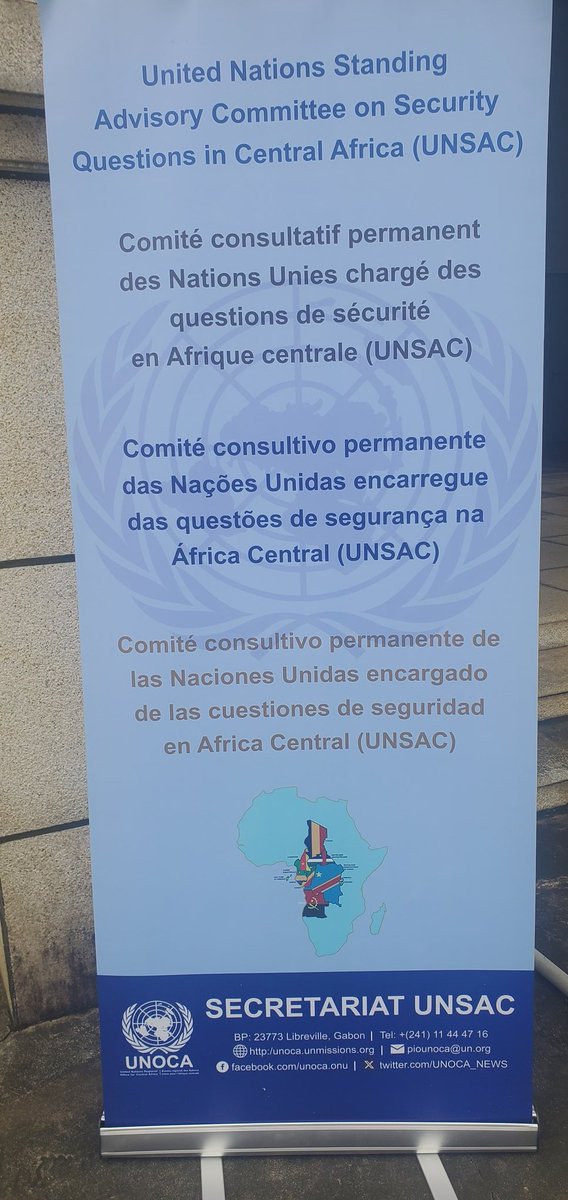 United Nations Standing
Advisory Committee on Security
Questions in Central Africa (UNSAC)
Comité consultatif permanent
des Nations Unies chargé des
questions de sécurité
en Afrique centrale (UNSAC)
Comité consultivo permanente
das Nações Unidas encarregue
das questões de segurança na
África Central (UNSAC)
Comité consultivo permanente de
las Naciones Unidas encargado
de las cuestiones de seguridad
en Africa Central (UNSAC)
SECRETARIAT UNSAC
BP: 23773 Libreville, Gabon | Tel: +(241) 11 44 47 16
http:/unoca.unmissions.org | piounoca@un.org
facebook.com/unoca.onu | twitter.com/UNOCA_NEWS
UNOCA